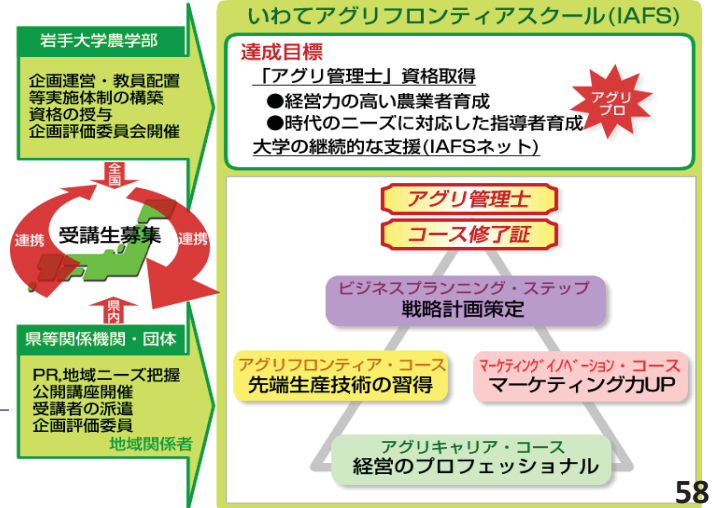 いわてアグリフロンティアスクール(IAFS)
岩手大学農学部
企画運営・教員配置
等実施体制の構築
資格の授与
企画評価委員会開催
達成目標
「アグリ管理士」資格取得
●経営力の高い農業者育成
●時代のニーズに対応した指導者育成
大学の継続的な支援(IAFSネット)
アグリ
プロ
全国
連携
受講生募集
連携
県内
県等関係機関・団体
PR,地域ニーズ把握
公開講座開催
受講者の派遣
企画評価委員
地域関係者
アグリ管理士
コース修了証
ビジネスプランニング・ステップ
戦略計画策定
アグリフロンティア・コース
先端生産技術の習得
マーケティングイノベーション・コース
マーケティング力UP
アグリキャリア・コース
経営のプロフェッショナル
58